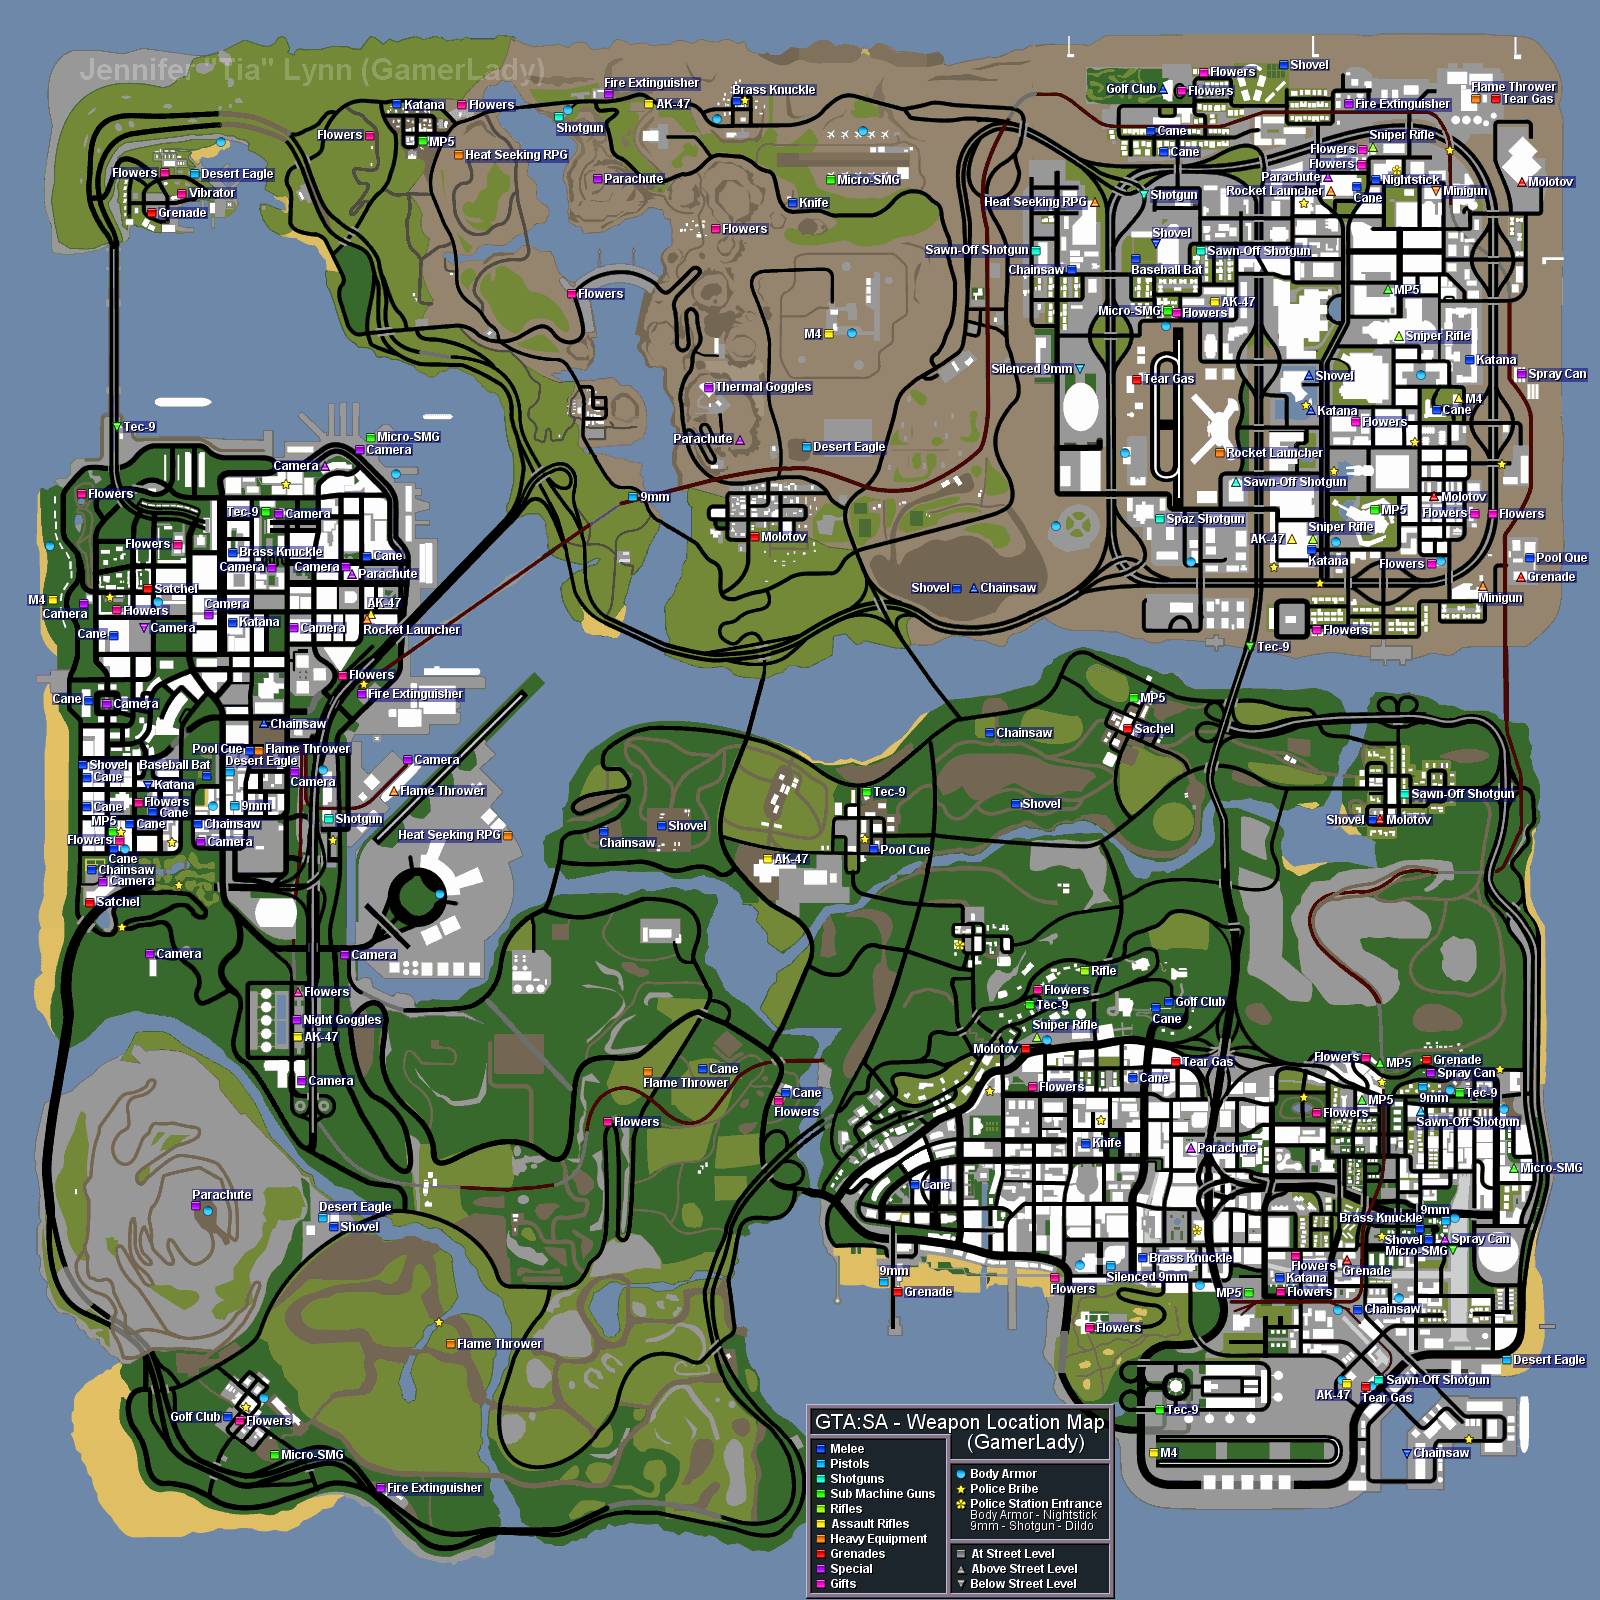 Jennifer "Tia" Lynn (GamerLady)
Fire Extinguisher
Brass Knuckle
Katana
Flowers
AK-47
Shotgun
Flowers
MP5
Heat Seeking RPG
Flowers
Desert Eagle
Vibrator
Grenade
Parachute
Micro-SMG
Knife
Flowers
Flowers
M4
Thermal Goggles
Parachute
Desert Eagle
9mm
Molotov
Flowers
Shovel
Golf Club
Flowers
Flame Thrower
Tear Gas
Fire Extinguisher
Cane
Sniper Rifle
Cane
Flowers
Flowers
Parachute
Nightstick
Molotov
Rocket Launcher
Minigun
Cane
Shotgun
Heat Seeking RPG
Shovel
Sawn-Off Shotgun
Sawn-Off Shotgun
Chainsaw
Baseball Bat
MP5
AK-47
Micro-SMG
Flowers
Sniper Rifle
Katana
Silenced 9mm
Tear Gas
Shovel
Spray Can
M4
Katana
Cane
Flowers
Rocket Launcher
Sawn-Off Shotgun
Molotov
MP5
Flowers
Flowers
Spaz Shotgun
Sniper Rifle
AK-47
Katana
Flowers
Pool Que
Grenade
Minigun
Shovel
Chainsaw
Flowers
Tec-9
Tec-9
Micro-SMG
Camera
Camera
Flowers
Tec-9
Camera
Flowers
Brass Knuckle
Cane
Camera
Camera
Parachute
Satchel
M4
Camera
Flowers
Camera
AK-47
Camera
Katana
Camera
Rocket Launcher
Cane
Flowers
Fire Extinguisher
Cane
Camera
Chainsaw
Pool Cue
Flame Thrower
Desert Eagle
Camera
Shovel
Baseball Bat
Cane
Camera
Katana
Flame Thrower
Flowers
Cane
9mm
Cane
MP5
Cane
Chainsaw
Shotgun
Flowers
Camera
Heat Seeking RPG
Cane
Chainsaw
Camera
Satchel
Camera
Camera
Flowers
Night Goggles
AK-47
Camera
MP5
Sachel
Chainsaw
Tec-9
Shovel
Shovel
Chainsaw
Pool Cue
AK-47
Sawn-Off Shotgun
Shovel
Molotov
Rifle
Flowers
Tec-9
Golf Club
Cane
Sniper Rifle
Molotov
Tear Gas
Flowers
MP5
Grenade
Spray Can
Cane
Flame Thrower
Cane
Flowers
Flowers
Flowers
Cane
9mm
Tec-9
MP5
Flowers
Sawn-Off Shotgun
Knife
Parachute
Micro-SMG
Cane
Parachute
Desert Eagle
Shovel
9mm
Brass Knuckle
Shovel
Spray Can
Micro-SMG
Brass Knuckle
Flowers
Grenade
9mm
Silenced 9mm
Katana
Grenade
Flowers
MP5
Flowers
Chainsaw
Flowers
Flame Thrower
Desert Eagle
Sawn-Off Shotgun
AK-47
Tear Gas
Tec-9
Golf Club
Flowers
M4
Chainsaw
Micro-SMG
Fire Extinguisher
GTA:SA - Weapon Location Map
(GamerLady)
Melee
Pistols
Shotguns
Sub Machine Guns
Rifles
Assault Rifles
Heavy Equipment
Grenades
Special
Gifts
Body Armor
Police Bribe
Police Station Entrance
Body Armor - Nightstick
9mm - Shotgun - Dildo
At Street Level
Above Street Level
Below Street Level